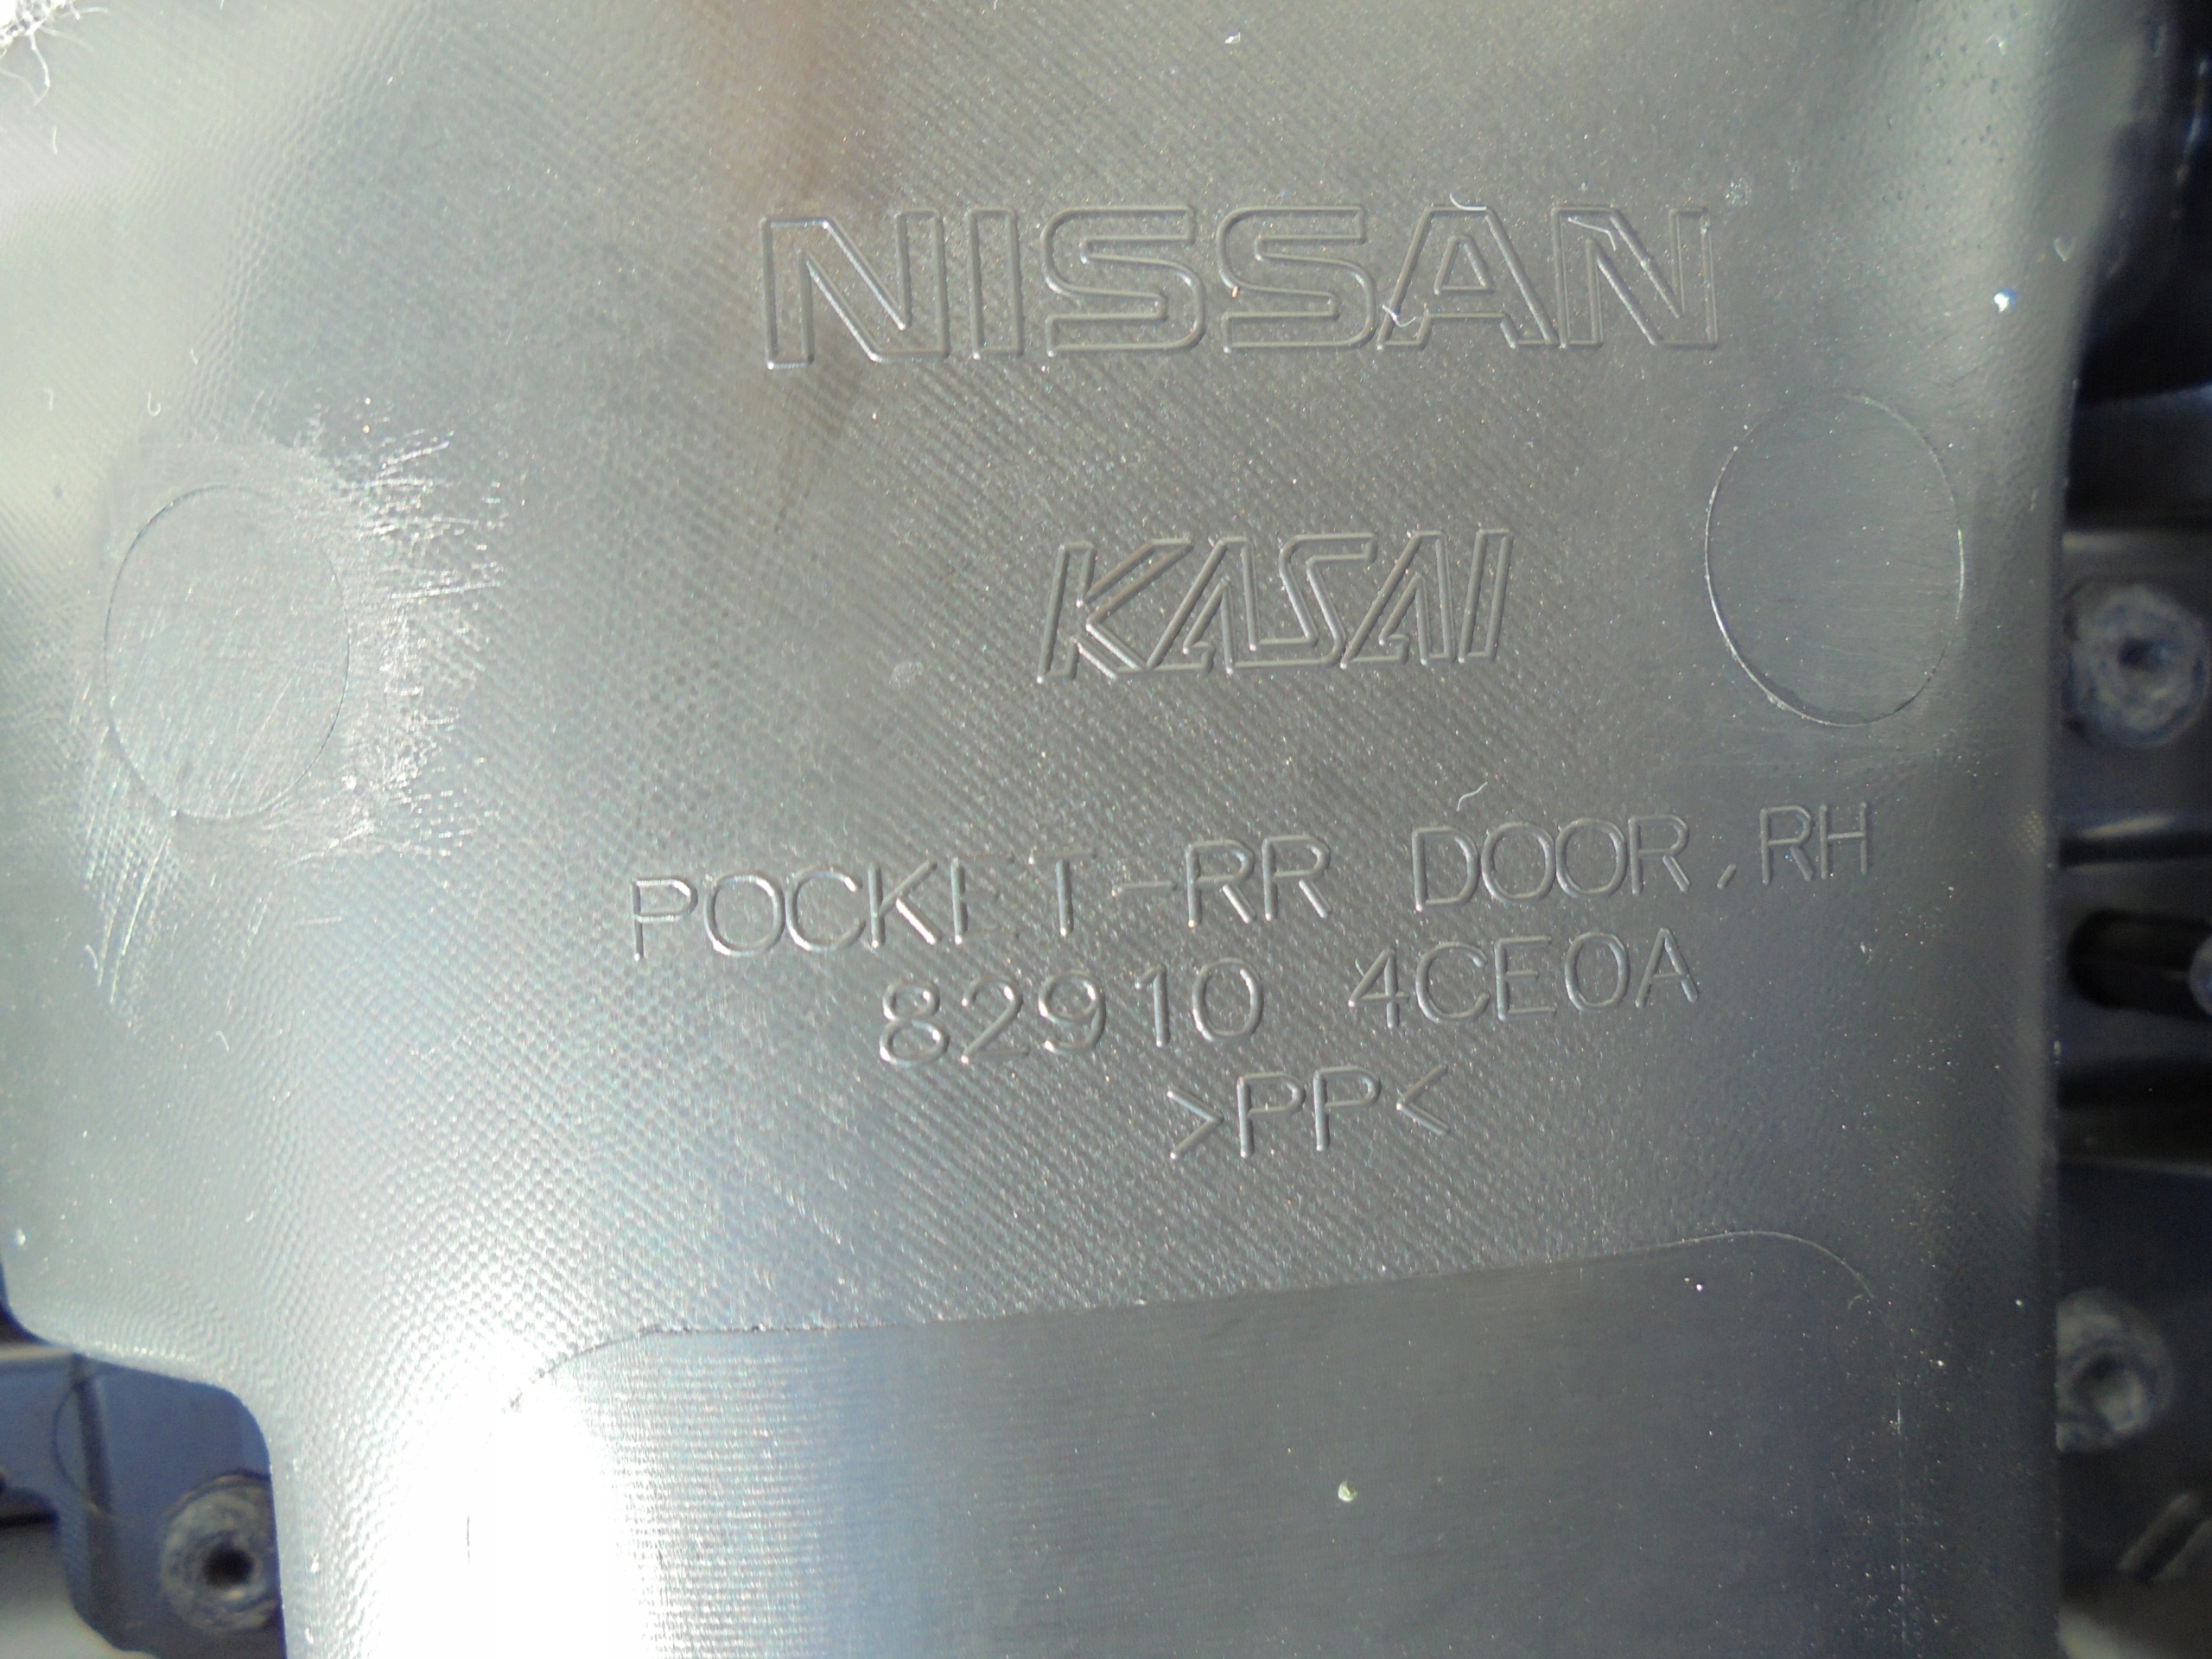 NISSAN
KASAI
POCKET-RR DOOR,RH
82910 4CE0A
>PP<